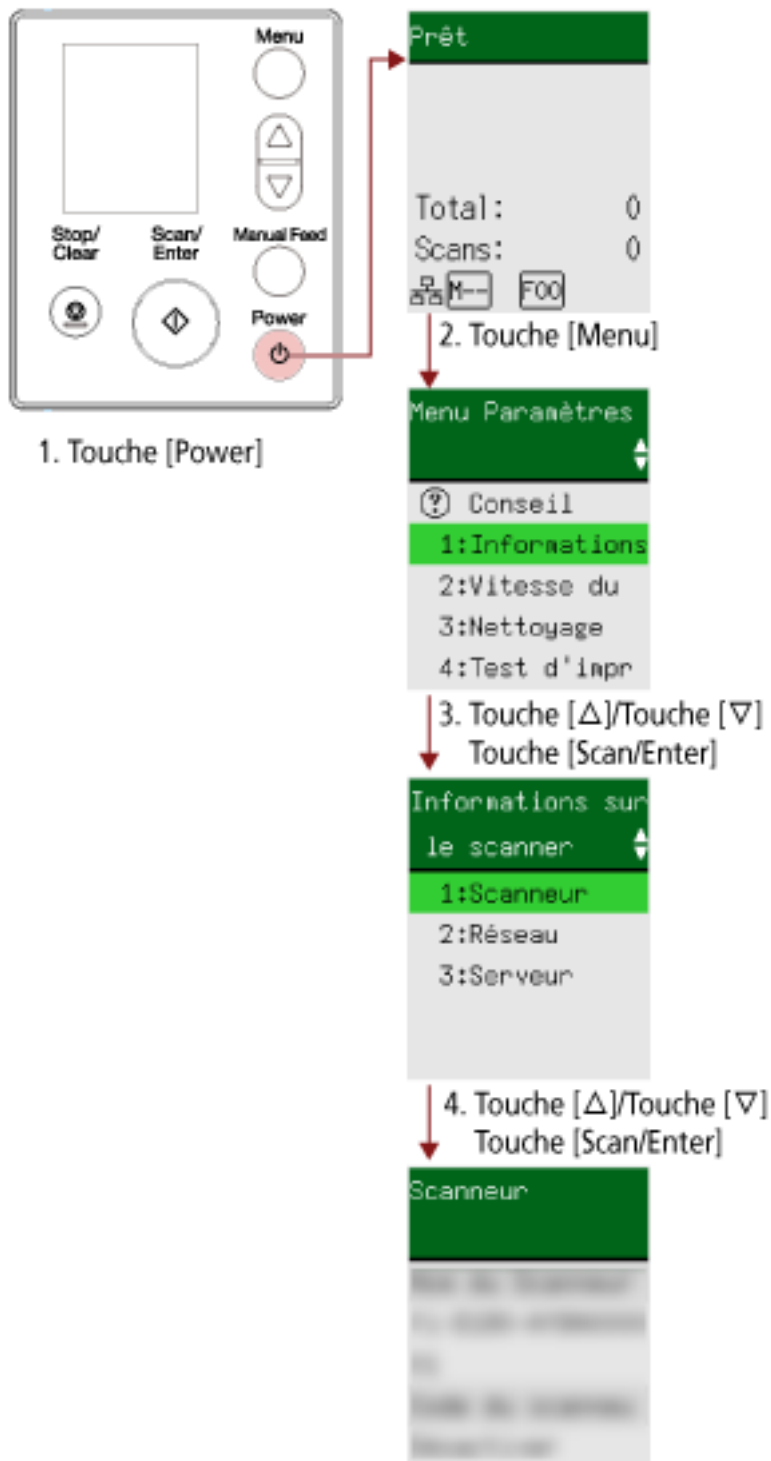 Menu
Stop/
Clear
Scan/
Enter
Manual Feed
Power
1. Touche [Power]
Prêt
Total: 0
Scans: 0
M-- F00
2. Touche [Menu]
Menu Paramètres
? Conseil
1:Informations
2:Vitesse du
3:Nettoyage
4:Test d'impr
3. Touche [△]/Touche [▽]
Touche [Scan/Enter]
Informations sur
le scanner
1:Scanneur
2:Réseau
3:Serveur
4. Touche [△]/Touche [▽]
Touche [Scan/Enter]
Scanneur